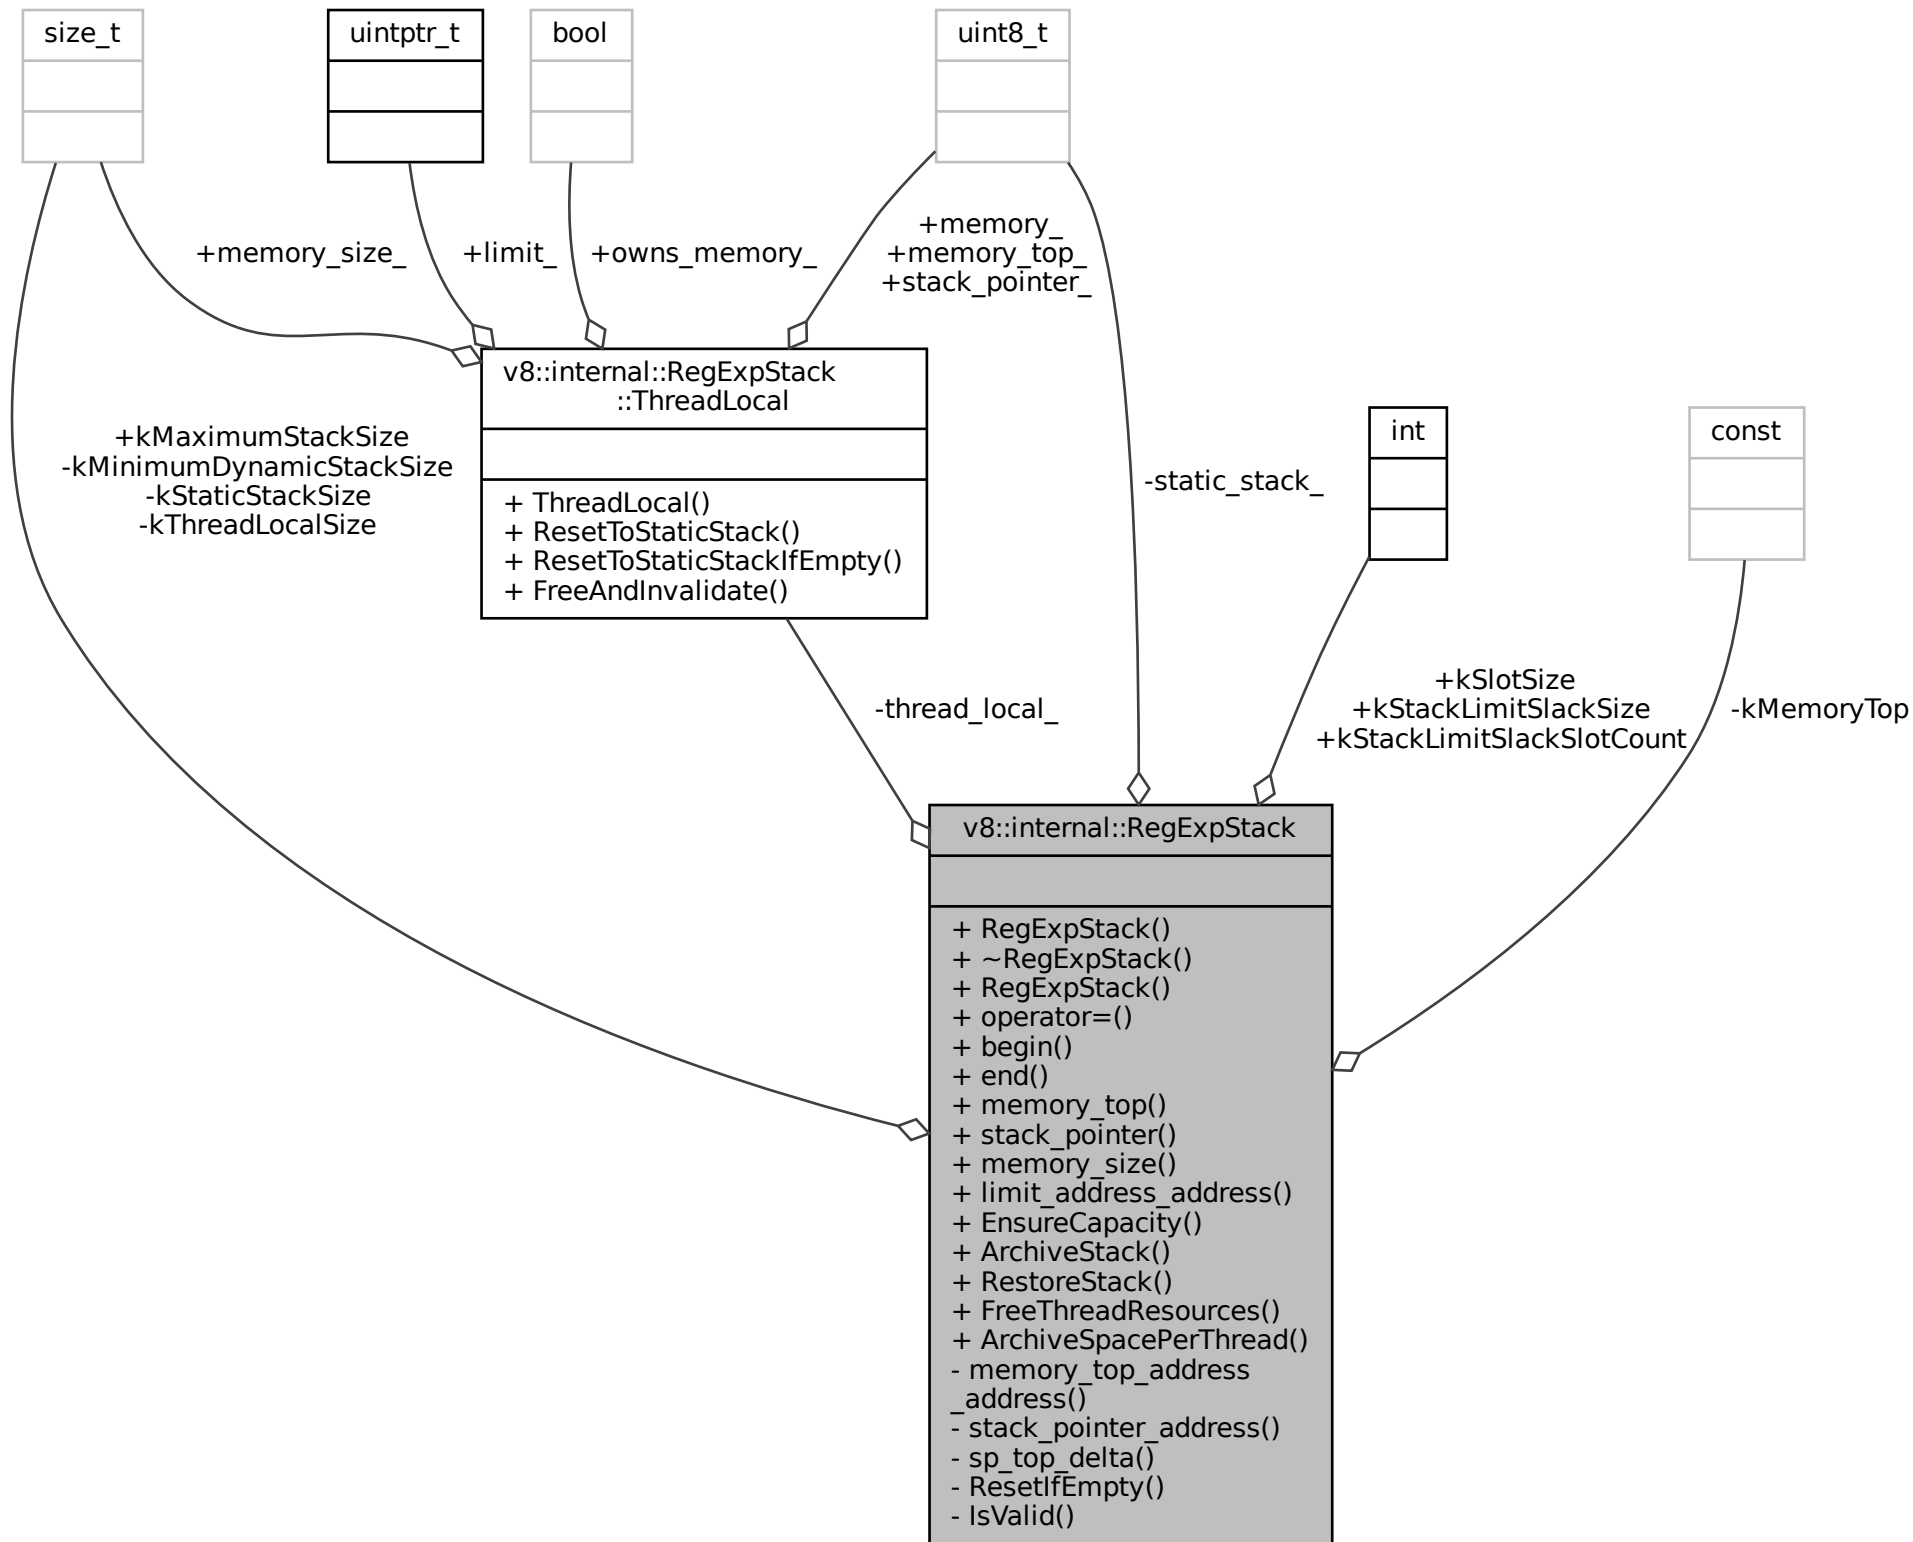 size_t
uintptr_t
bool
uint8_t
+memory_size_
+limit_
+owns_memory_
+memory_
+memory_top_
+stack_pointer_
v8::internal::RegExpStack
::ThreadLocal
+ ThreadLocal()
+ ResetToStaticStack()
+ ResetToStaticStackIfEmpty()
+ FreeAndInvalidate()
+kMaximumStackSize
-kMinimumDynamicStackSize
-kStaticStackSize
-kThreadLocalSize
-static_stack_
int
const
-thread_local_
+kSlotSize
+kStackLimitSlackSize
+kStackLimitSlackSlotCount
-kMemoryTop
v8::internal::RegExpStack
+ RegExpStack()
+ ~RegExpStack()
+ RegExpStack()
+ operator=()
+ begin()
+ end()
+ memory_top()
+ stack_pointer()
+ memory_size()
+ limit_address_address()
+ EnsureCapacity()
+ ArchiveStack()
+ RestoreStack()
+ FreeThreadResources()
+ ArchiveSpacePerThread()
- memory_top_address
_address()
- stack_pointer_address()
- sp_top_delta()
- ResetIfEmpty()
- IsValid()